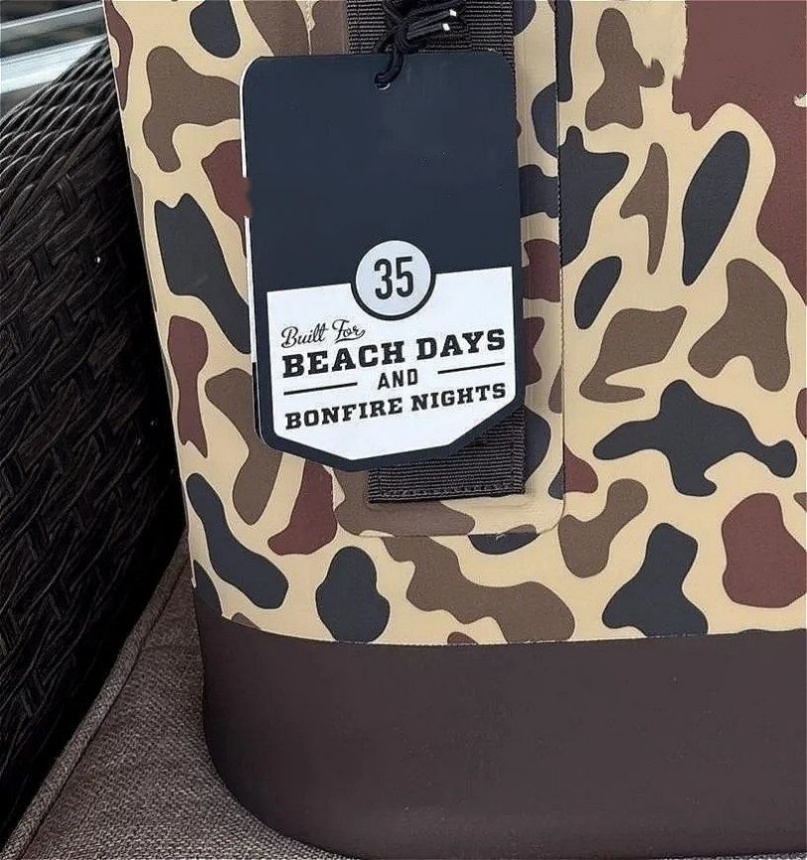 35
Built For
BEACH DAYS
AND
BONFIRE NIGHTS